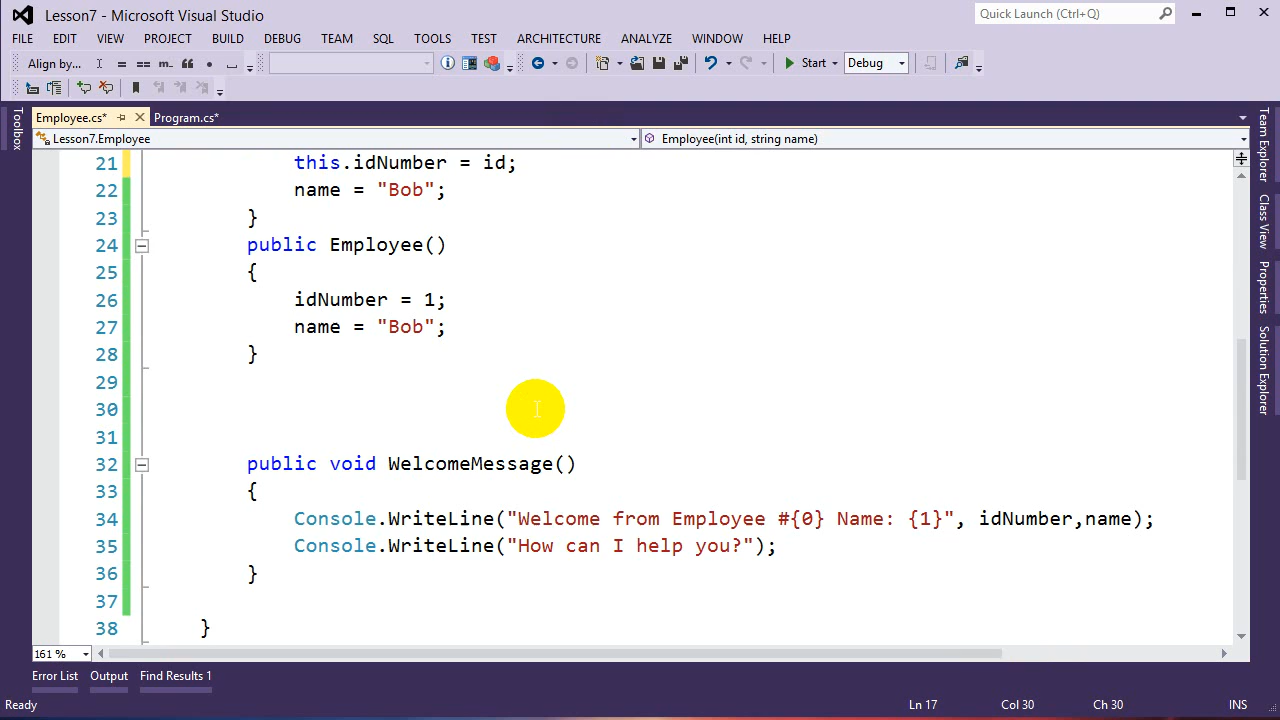 Lesson7 - Microsoft Visual Studio
Quick Launch (Ctrl+Q)
FILE EDIT VIEW PROJECT BUILD DEBUG TEAM SQL TOOLS TEST ARCHITECTURE ANALYZE WINDOW HELP
Align by... Start Debug
Employee.cs* Program.cs*
Lesson7.Employee Employee(int id, string name)
Toolbox
21 this.idNumber = id;
22 name = "Bob";
23 }
24 public Employee()
25 {
26 idNumber = 1;
27 name = "Bob";
28 }
29
30
31
32 public void WelcomeMessage()
33 {
34 Console.WriteLine("Welcome from Employee #{0} Name: {1}", idNumber,name);
35 Console.WriteLine("How can I help you?");
36 }
37
38 }
Team Explorer
Class View
Properties
Solution Explorer
161 %
Error List Output Find Results 1
Ready Ln 17 Col 30 Ch 30 INS